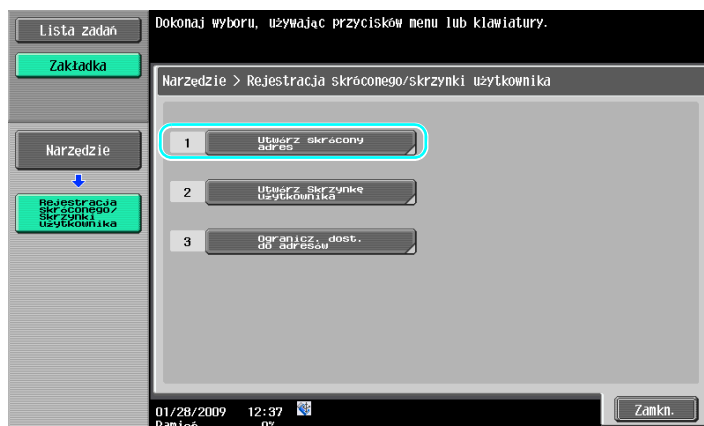 Lista zadań
Dokonaj wyboru, używając przycisków menu lub klawiatury.
Zakładka
Narzędzie > Rejestracja skróconego/skrzynki użytkownika
Narzędzie
Rejestracja
skróconego/
Skrzynki
użytkownika
1 Utwórz skrócony
adres
2 Utwórz Skrzynkę
użytkownika
3 Ogranicz. dost.
do adresów
01/28/2009 12:37
Pamięć 0%
Zamkn.